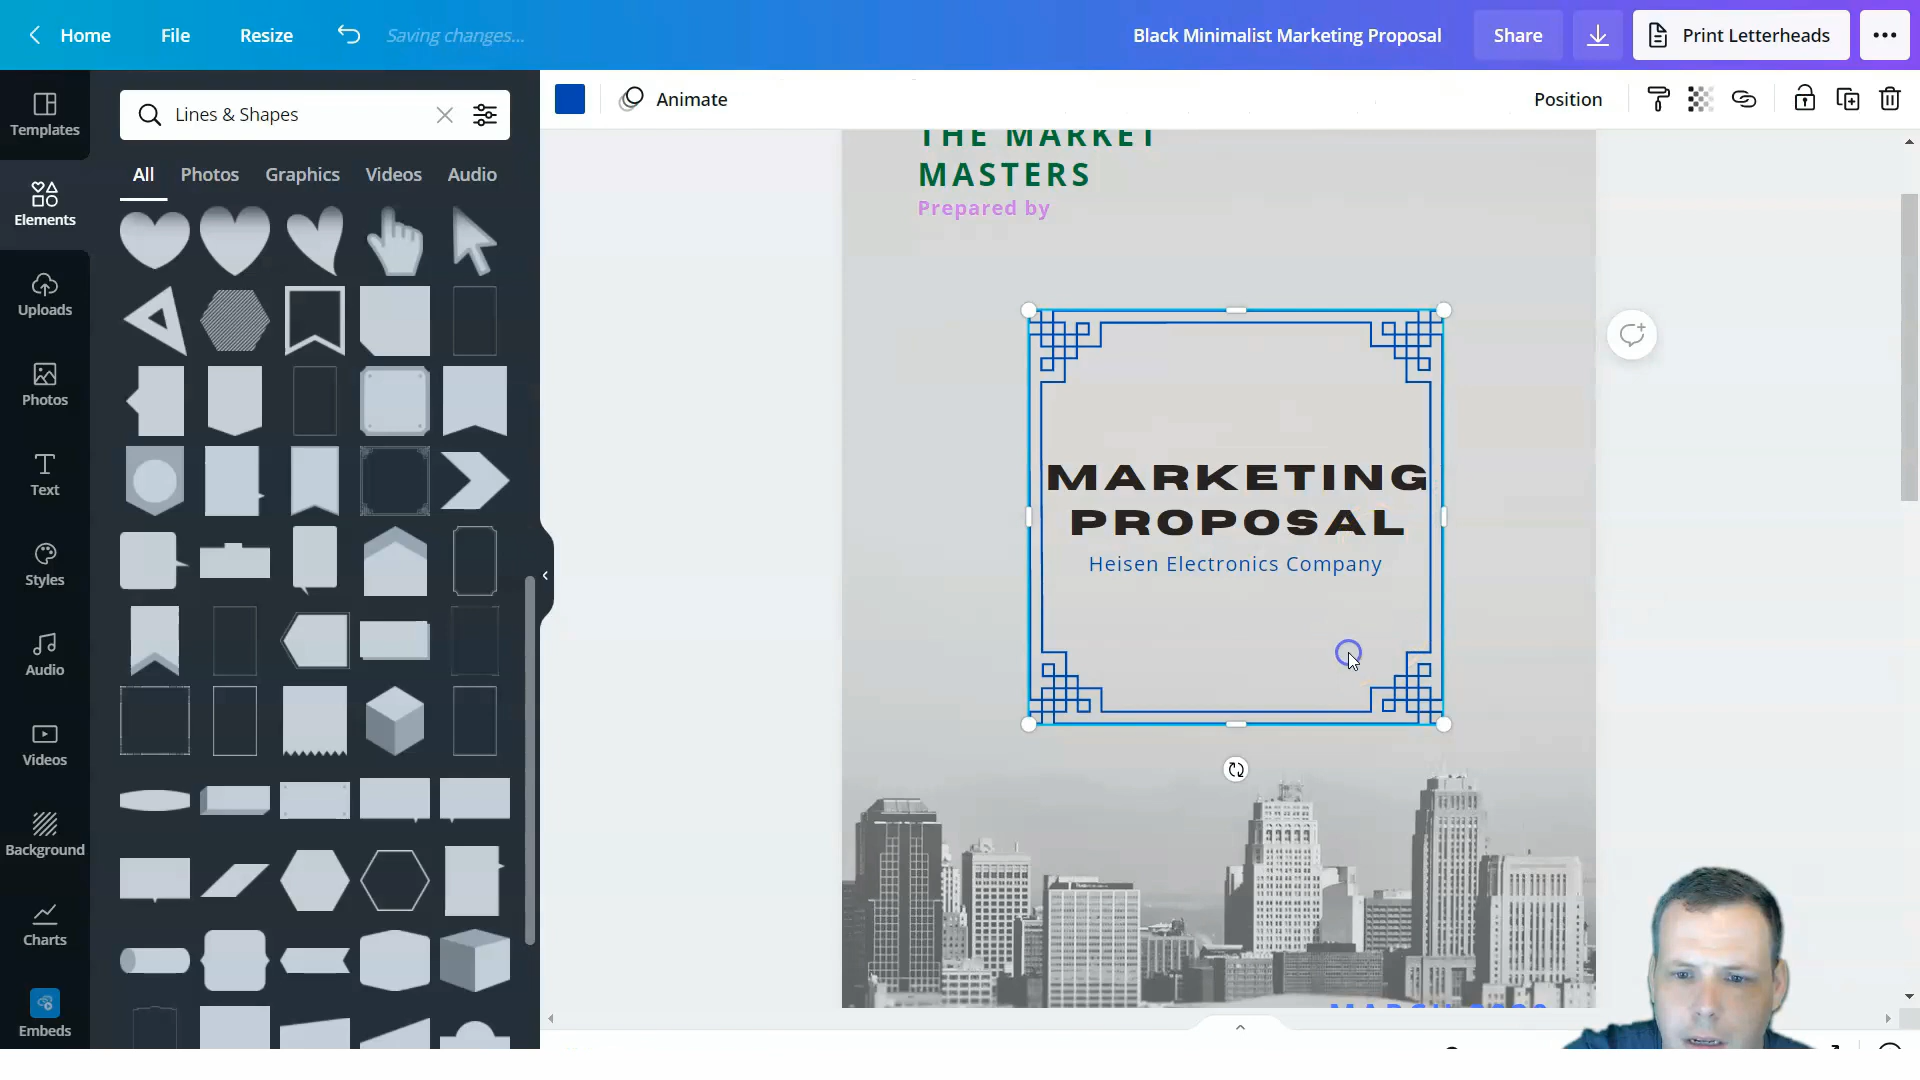 Home
File
Resize
Saving changes...
Black Minimalist Marketing Proposal
Share
Print Letterheads
Templates
Elements
Uploads
Photos
Text
Styles
Audio
Videos
Background
Charts
Embeds
Lines & Shapes
All
Photos
Graphics
Videos
Audio
Animate
Position
THE MARKET
MASTERS
Prepared by
MARKETING
PROPOSAL
Heisen Electronics Company